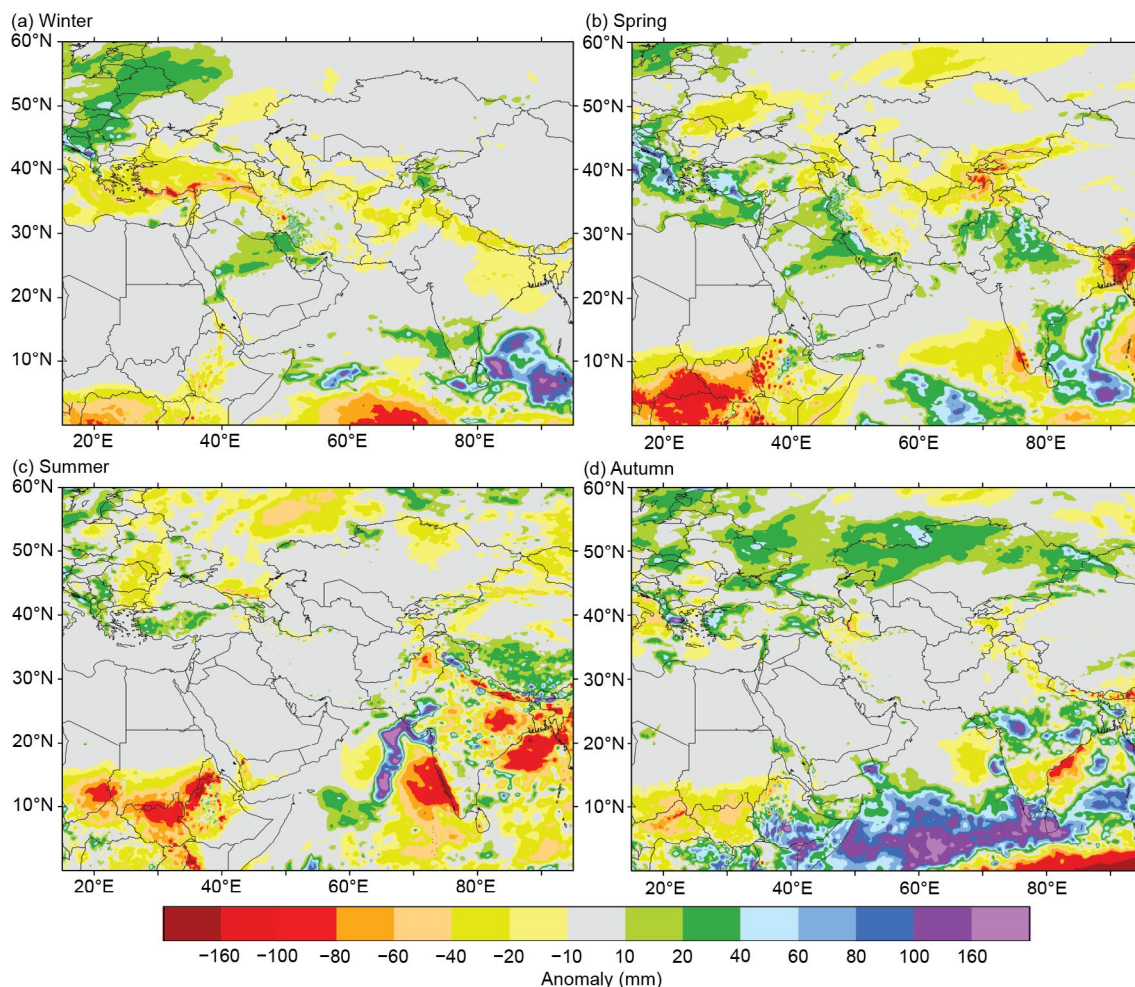 (a) Winter
60°N
50°N
40°N
30°N
20°N
10°N
20°E 40°E 60°E 80°E
(b) Spring
60°N
50°N
40°N
30°N
20°N
10°N
20°E 40°E 60°E 80°E
(c) Summer
60°N
50°N
40°N
30°N
20°N
10°N
20°E 40°E 60°E 80°E
(d) Autumn
60°N
50°N
40°N
30°N
20°N
10°N
20°E 40°E 60°E 80°E
−160 −100 −80 −60 −40 −20 −10 10 20 40 60 80 100 160
Anomaly (mm)